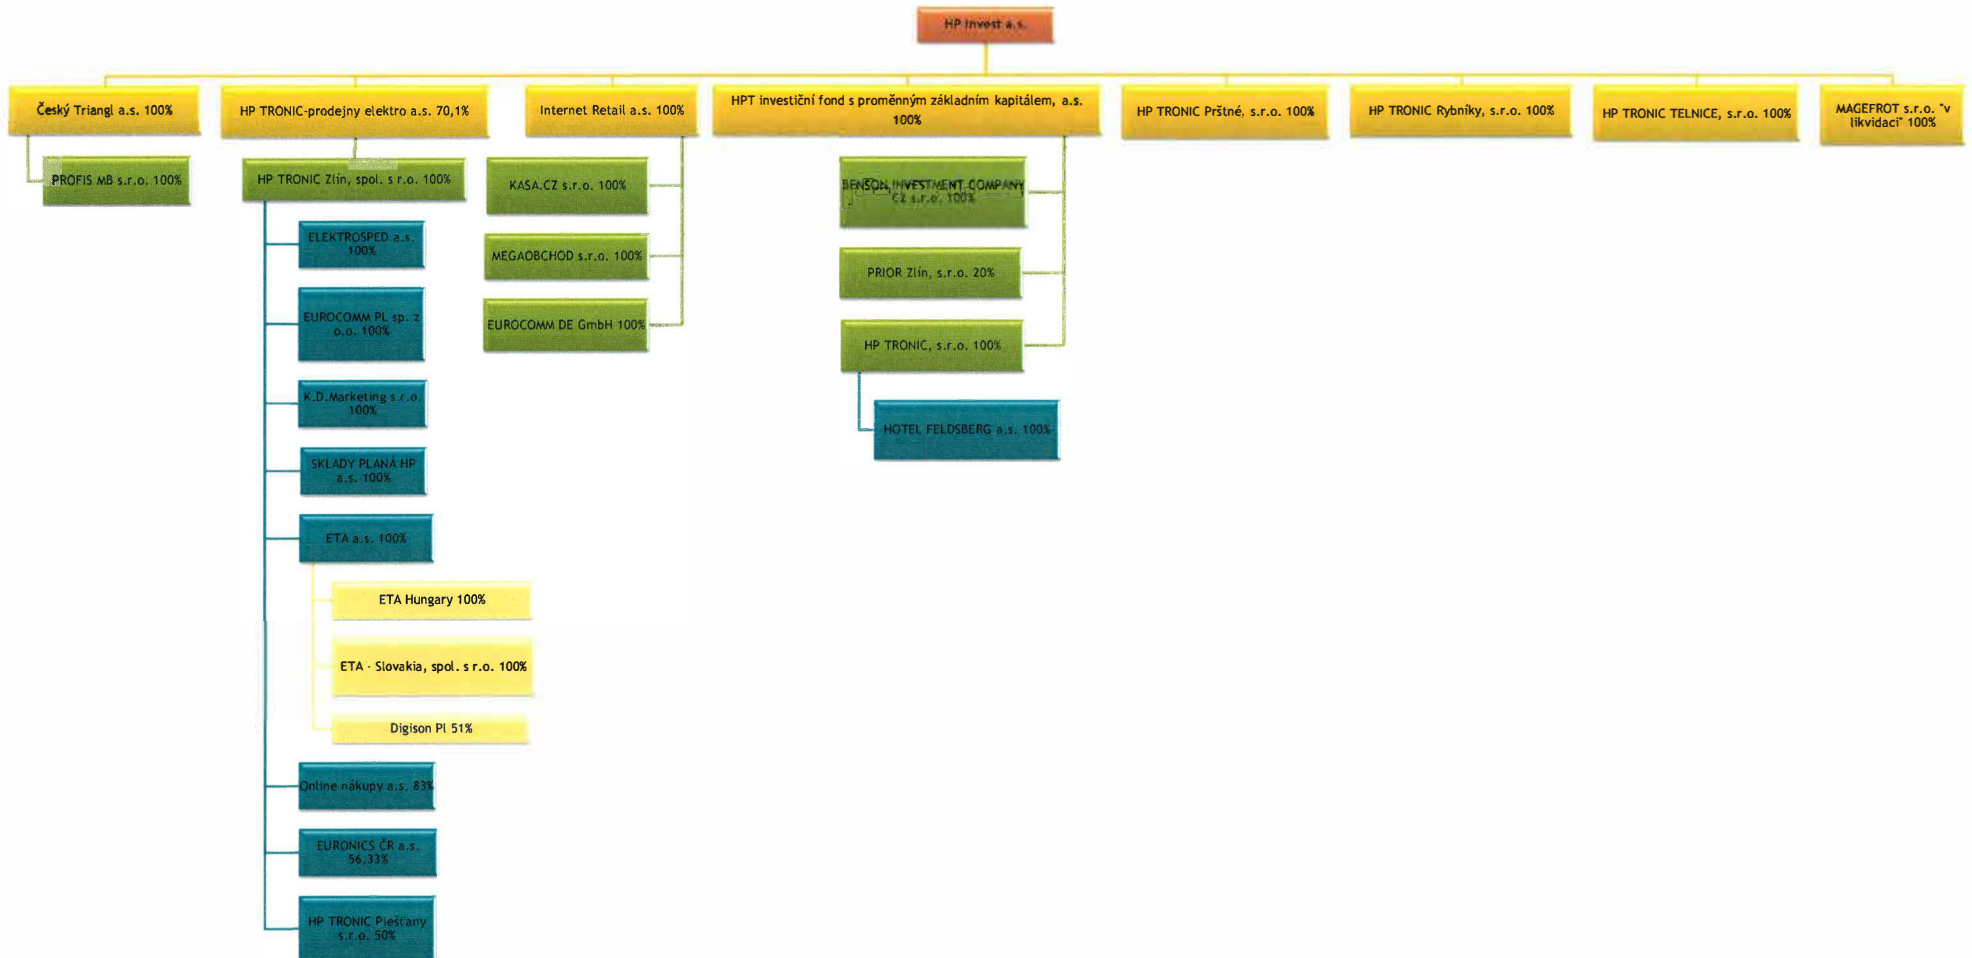 HP Invest a.s.
Český Triangl a.s. 100%
HP TRONIC-prodejny elektro a.s. 70,1%
Internet Retail a.s. 100%
HPT investiční fond s proměnným základním kapitálem, a.s.
100%
HP TRONIC Prštné, s.r.o. 100%
HP TRONIC Rybníky, s.r.o. 100%
HP TRONIC TELNICE, s.r.o. 100%
MAGEFROT s.r.o. "v
likvidaci" 100%
PROFIS MB s.r.o. 100%
HP TRONIC Zlín, spol. s r.o. 100%
ELEKTROSPED a.s.
100%
EUROCOMM PL sp. z
o.o. 100%
K.D.Marketing s.r.o.
100%
SKLADY PLANÁ HP
a.s. 100%
ETA a.s. 100%
ETA Hungary 100%
ETA - Slovakia, spol. s r.o. 100%
Digison Pl 51%
Online nákupy a.s. 83%
EURONICS ČR a.s.
56,33%
HP TRONIC Piešťany
s.r.o. 50%
KASA.CZ s.r.o. 100%
MEGAOBCHOD s.r.o. 100%
EUROCOMM DE GmbH 100%
BENSON INVESTMENT COMPANY
CZ s.r.o. 100%
PRIOR Zlín, s.r.o. 20%
HP TRONIC, s.r.o. 100%
HOTEL FELDSBERG a.s. 100%